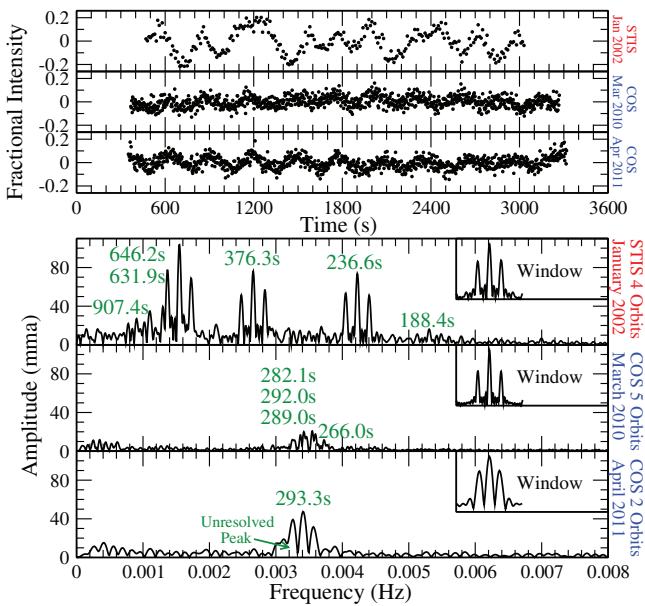 Fractional Intensity
0.2
0
-0.2
STIS
Jan 2002
0.2
0
-0.2
COS
Mar 2010
0.2
0
-0.2
COS
Apr 2011
0 600 1200 1800 2400 3000 3600
Time (s)
Amplitude (mma)
80
40
0
646.2s
631.9s
907.4s
376.3s
236.6s
188.4s
Window
STIS 4 Orbits
January 2002
80
40
0
282.1s
292.0s
289.0s
266.0s
Window
COS 5 Orbits
March 2010
80
40
0
293.3s
Unresolved
Peak
Window
COS 2 Orbits
April 2011
0 0.001 0.002 0.003 0.004 0.005 0.006 0.007 0.008
Frequency (Hz)